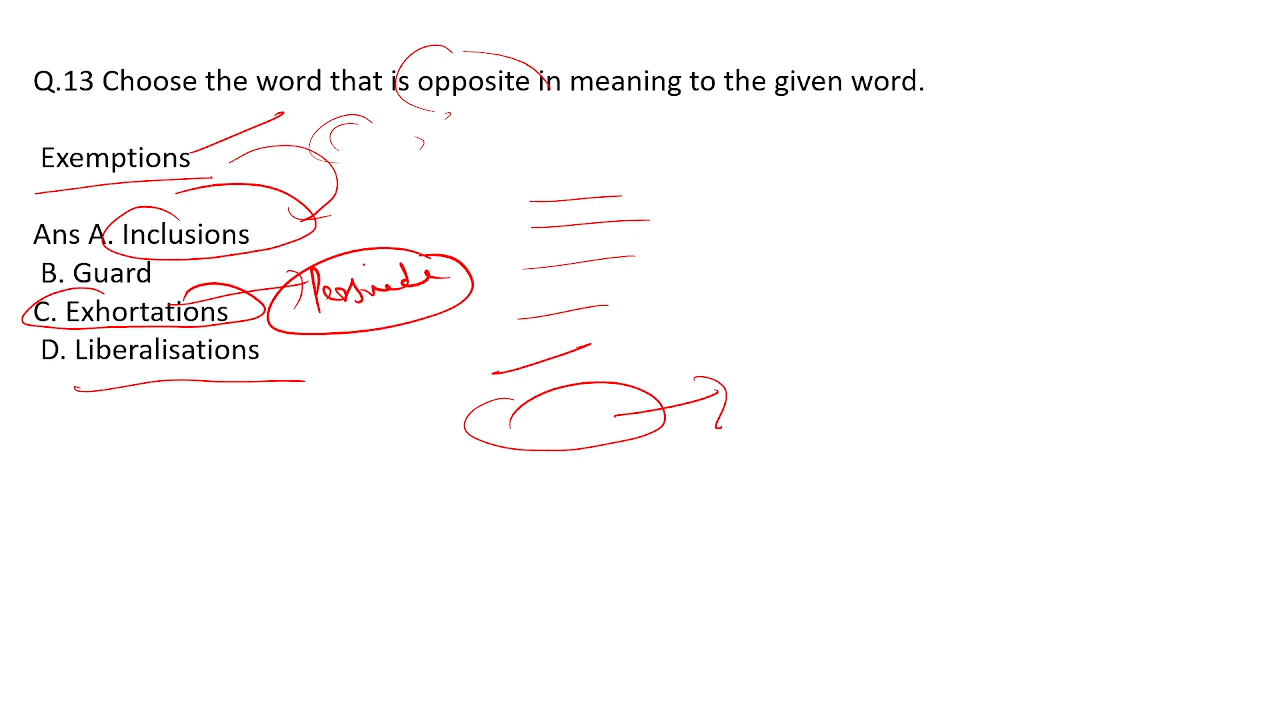 Q.13 Choose the word that is opposite in meaning to the given word.
Exemptions
Ans A. Inclusions
B. Guard
C. Exhortations
D. Liberalisations